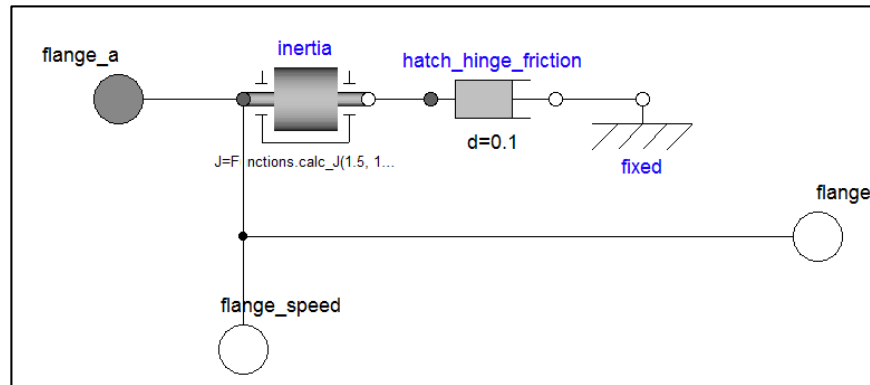 flange_a
inertia
hatch_hinge_friction
J=F nctions.calc_J(1.5, 1...
d=0.1
fixed
flange
flange_speed